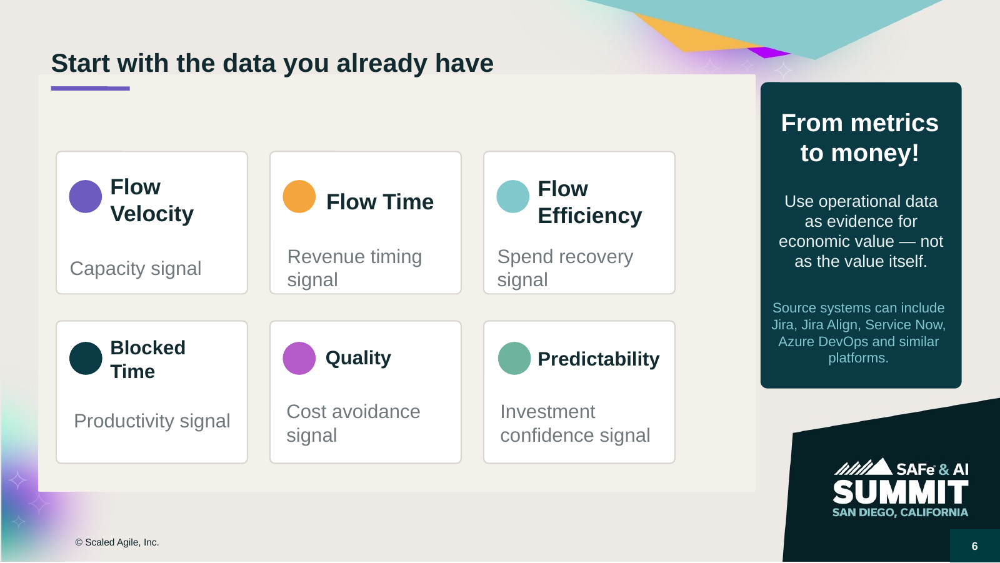 Start with the data you already have
Flow
Velocity
Capacity signal
Flow Time
Revenue timing
signal
Flow
Efficiency
Spend recovery
signal
Blocked
Time
Productivity signal
Quality
Cost avoidance
signal
Predictability
Investment
confidence signal
From metrics
to money!
Use operational data
as evidence for
economic value — not
as the value itself.
Source systems can include
Jira, Jira Align, Service Now,
Azure DevOps and similar
platforms.
SAFe® & AI
SUMMIT
SAN DIEGO, CALIFORNIA
© Scaled Agile, Inc.
6